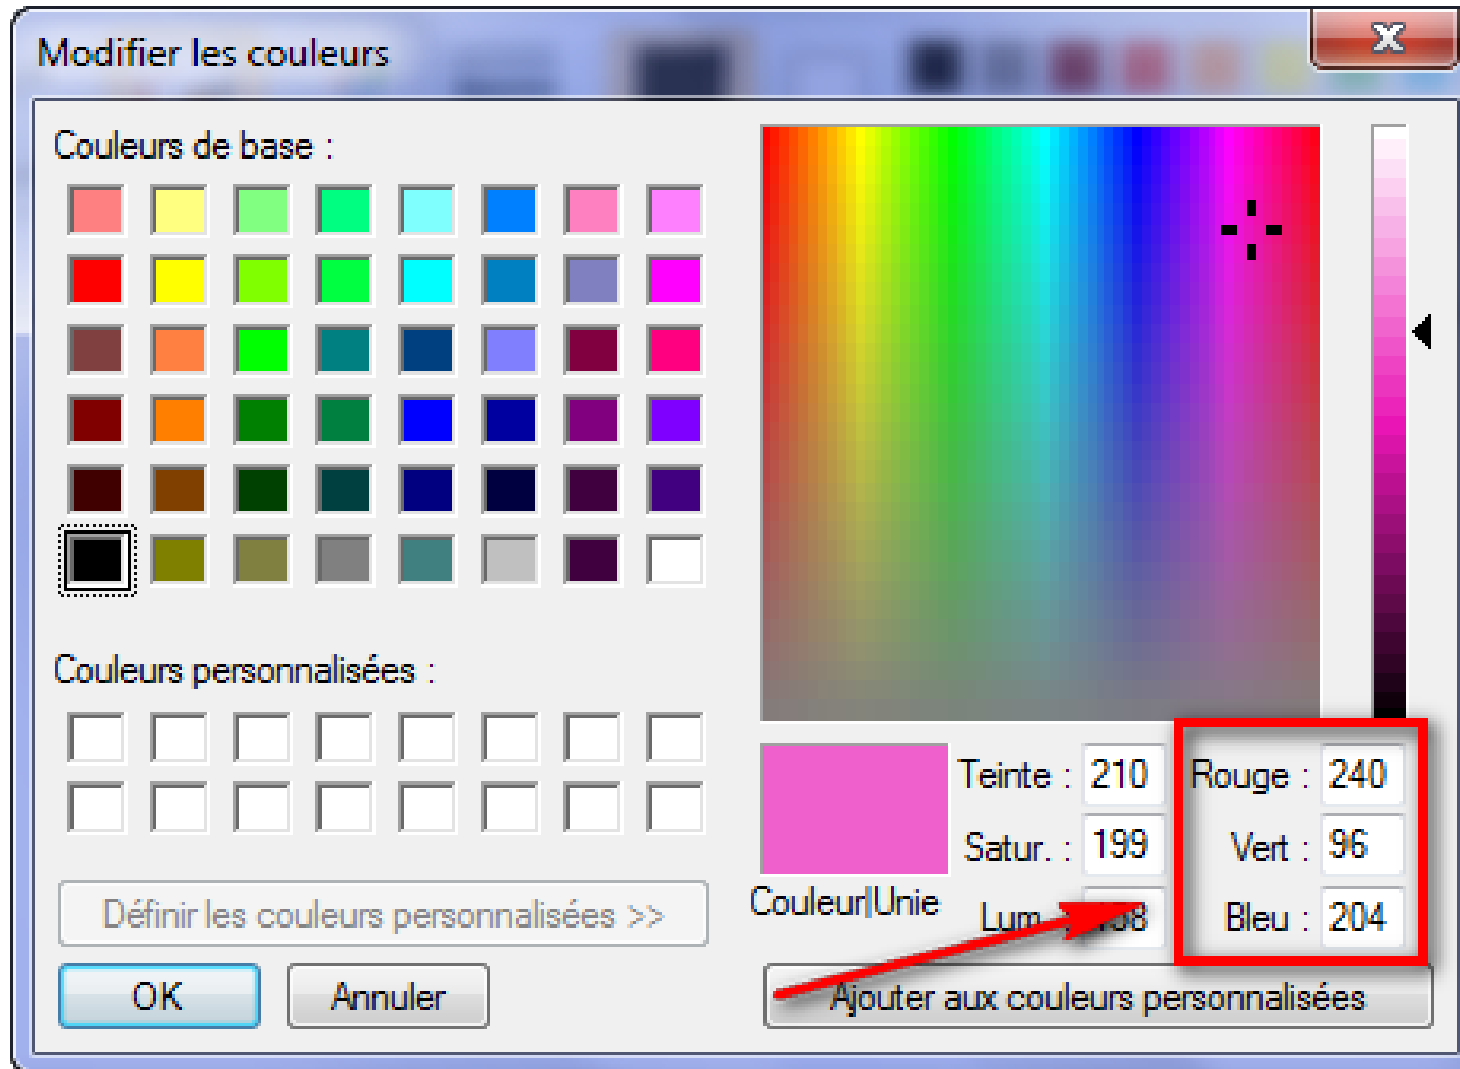 Modifier les couleurs
Couleurs de base :
Couleurs personnalisées :
Définir les couleurs personnalisées >>
OK
Annuler
Couleur|Unie
Teinte : 210
Satur. : 199
Lum
Rouge : 240
Vert : 96
Bleu : 204
Ajouter aux couleurs personnalisées